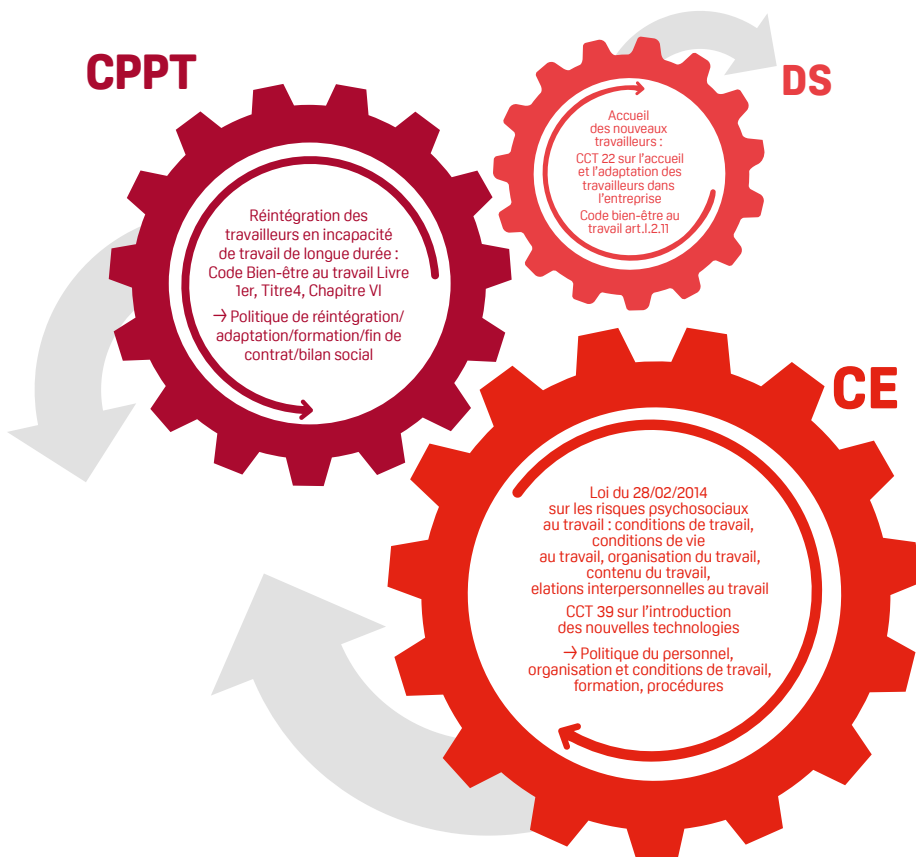 CPPT
Réintégration des
travailleurs en incapacité
de travail de longue durée :
Code Bien-être au travail Livre
1er, Titre4, Chapitre VI
→ Politique de réintégration/
adaptation/formation/fin de
contrat/bilan social
DS
Accueil
des nouveaux
travailleurs :
CCT 22 sur l'accueil
et l'adaptation des
travailleurs dans
l'entreprise
Code bien-être au
travail art.I.2.11
CE
Loi du 28/02/2014
sur les risques psychosociaux
au travail : conditions de travail,
conditions de vie
au travail, organisation du travail,
contenu du travail,
elations interpersonnelles au travail
CCT 39 sur l'introduction
des nouvelles technologies
→ Politique du personnel,
organisation et conditions de travail,
formation, procédures